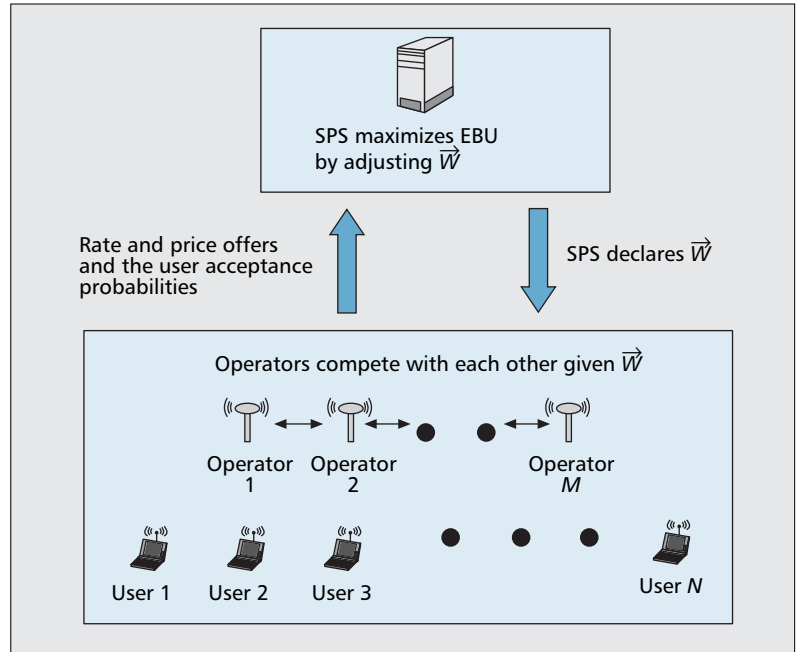 SPS maximizes EBU
by adjusting W⃗
Rate and price offers
and the user acceptance
probabilities
SPS declares W⃗
Operators compete with each other given W⃗
Operator
1
Operator
2
Operator
M
User 1
User 2
User 3
User N